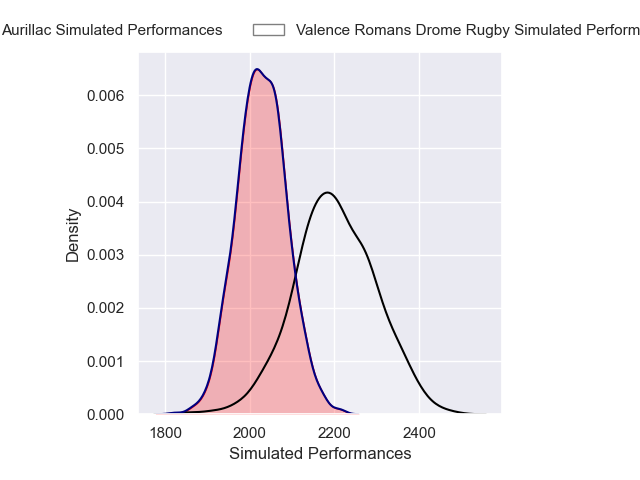 Aurillac Simulated Performances Valence Romans Drome Rugby Simulated Perform
0.006
0.005
0.004
0.003
0.002
0.001
0.000
Density
1800 2000 2200 2400
Simulated Performances